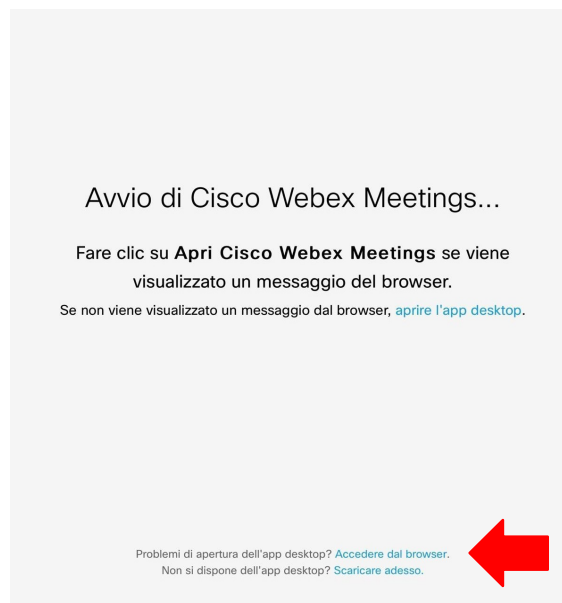 Avvio di Cisco Webex Meetings...
Fare clic su Apri Cisco Webex Meetings se viene
visualizzato un messaggio del browser.
Se non viene visualizzato un messaggio dal browser, aprire l'app desktop.
Problemi di apertura dell'app desktop? Accedere dal browser.
Non si dispone dell'app desktop? Scaricare adesso.